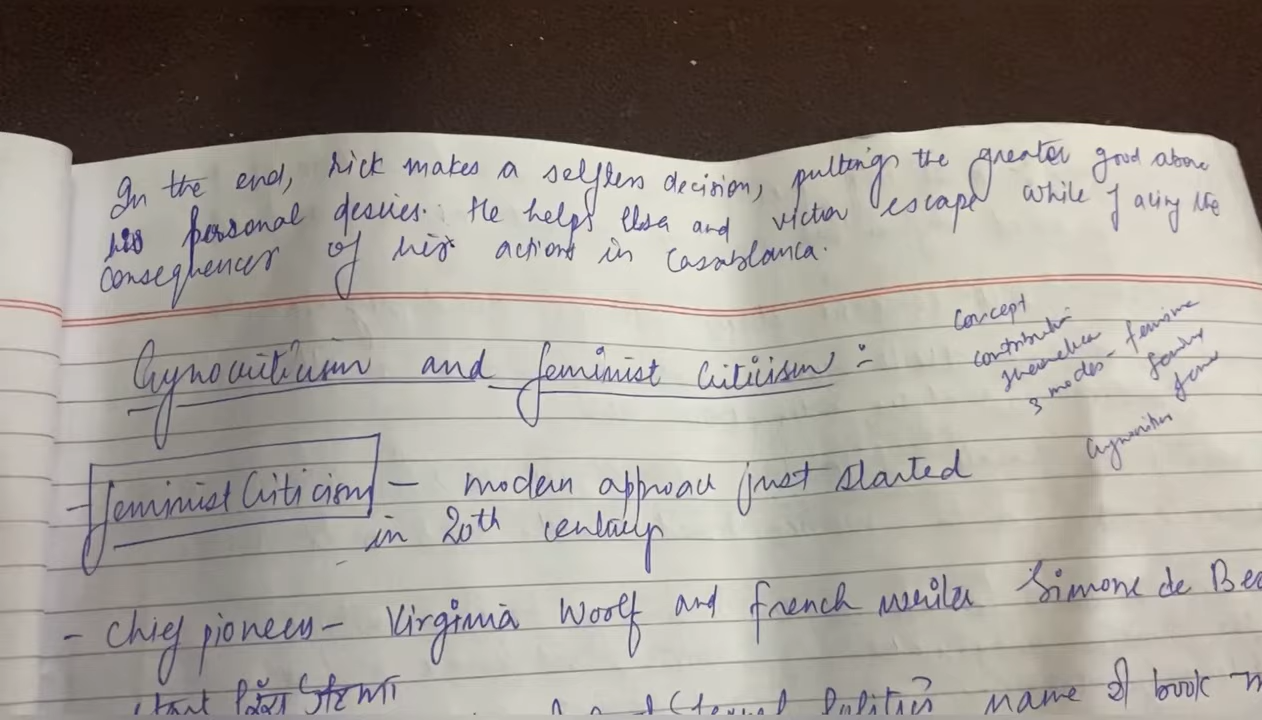 In the end, Rick makes a selfless decision, putting the greater good above
his personal desires. He helps Elsa and victor escape while facing the
consequences of his actions in Casablanca.
Gynocriticism and feminist Criticism :-
Concept
contribution
3 modes - feminine
- feminist Criticism - modern approach just started
in 20th century
- Chief pioneers - Virginia Woolf and French writer Simone de
name of book